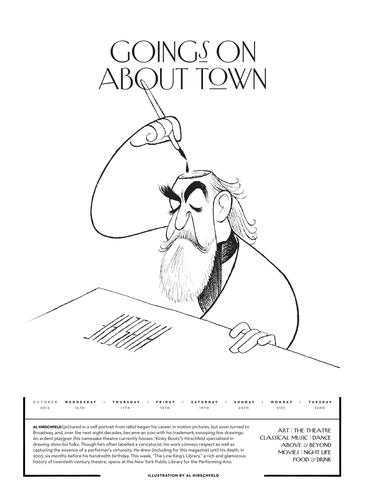 GOINGS ON
ABOUT TOWN
HIRSCHFELD
OCTOBER WEDNESDAY • THURSDAY • FRIDAY • SATURDAY • SUNDAY • MONDAY • TUESDAY
2013 16TH 17TH 18TH 19TH 20TH 21ST 22ND
AL HIRSCHFELD (pictured in a self-portrait from 1985) began his career in motion pictures, but soon turned to
Broadway, and, over the next eight decades, became an icon with his trademark swooping-line drawings.
An ardent playgoer (his namesake theatre currently houses "Kinky Boots"), Hirschfeld specialized in
drawing show-biz folks. Though he's often labelled a caricaturist, his work conveys respect as well as
capturing the essence of a performer's virtuosity. He drew (including for this magazine) until his death, in
2003, six months before his hundredth birthday. This week, "The Line King's Library," a rich and glamorous
history of twentieth-century theatre, opens at the New York Public Library for the Performing Arts.
ART | THE THEATRE
CLASSICAL MUSIC | DANCE
ABOVE & BEYOND
MOVIES | NIGHT LIFE
FOOD & DRINK
ILLUSTRATION BY AL HIRSCHFELD